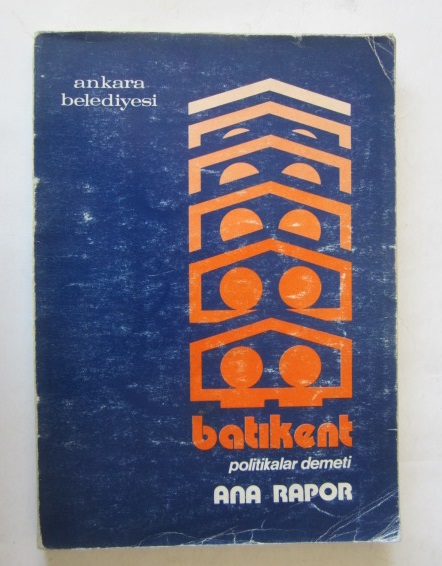 ankara
belediyesi
batıkent
politikalar demeti
ANA RAPOR